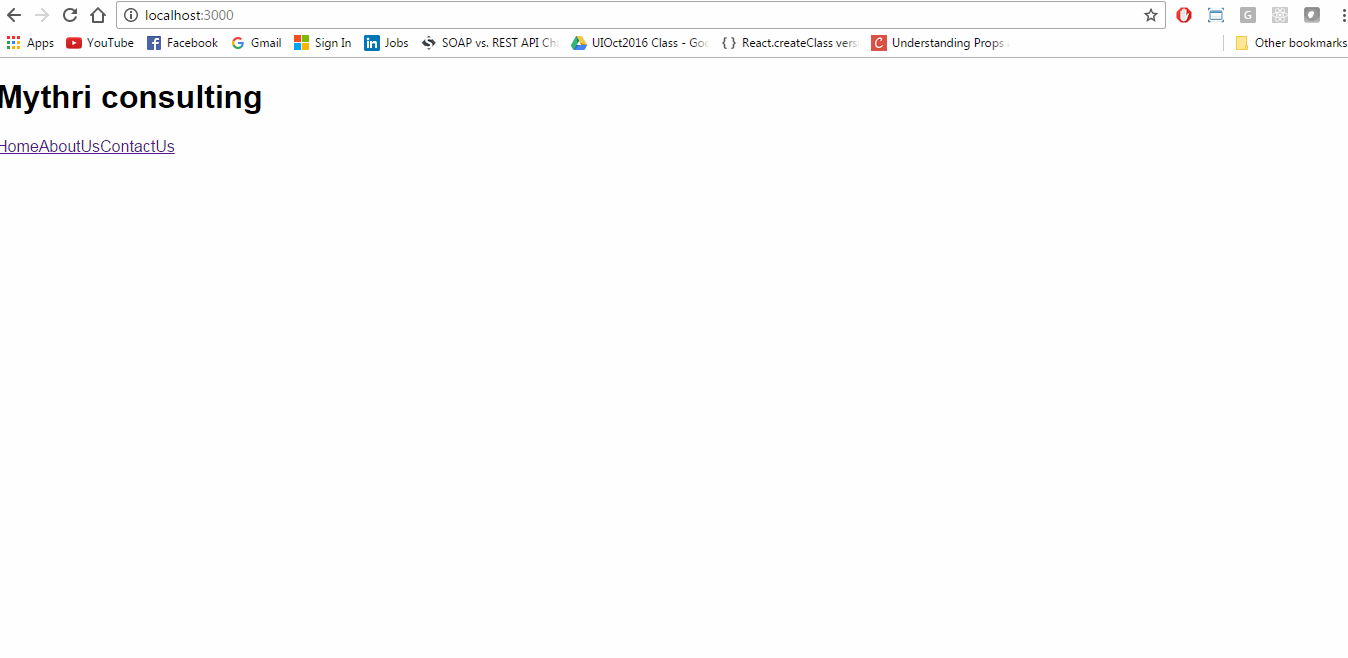 localhost:3000
Apps YouTube Facebook Gmail Sign In Jobs SOAP vs. REST API Ch UIOct2016 Class - Goo React.createClass vers Understanding Props Other bookmarks
Mythri consulting
HomeAboutUsContactUs